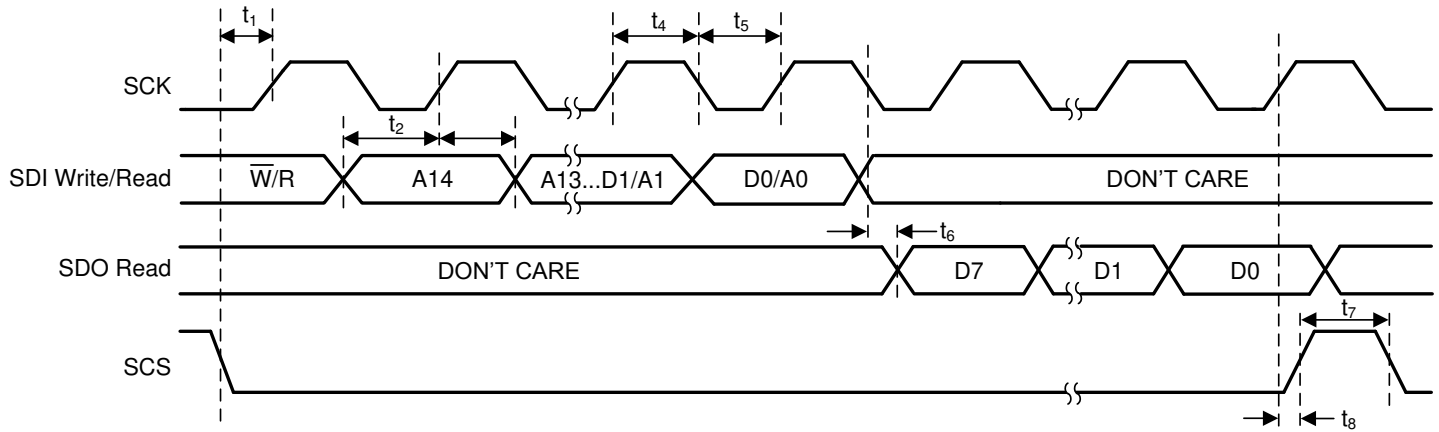 t₁ t₄ t₅
SCK
t₂
SDI Write/Read W̅/R A14 A13...D1/A1 D0/A0 DON'T CARE
t₆
SDO Read DON'T CARE D7 D1 D0
t₇
SCS
t₈